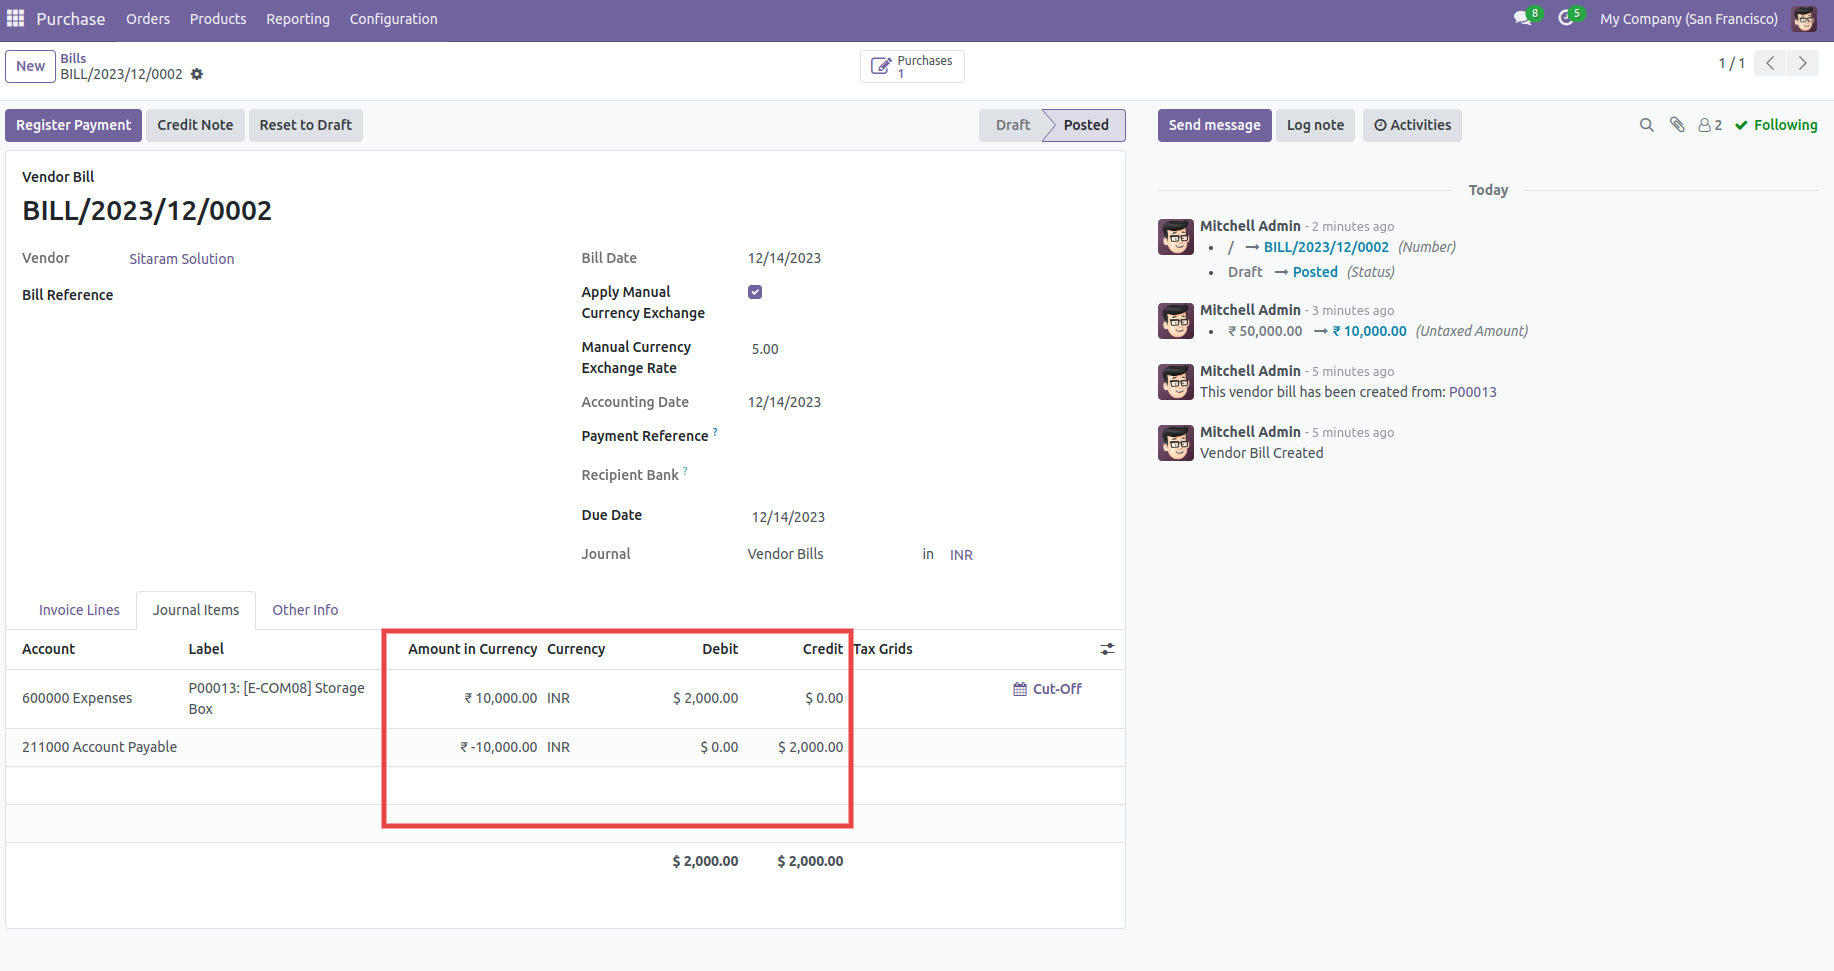 Purchase Orders Products Reporting Configuration 8 5 My Company (San Francisco)
New
Bills
BILL/2023/12/0002
Purchases
1
1 / 1
Register Payment Credit Note Reset to Draft Draft Posted
Send message Log note Activities 2 Following
Vendor Bill
BILL/2023/12/0002
Vendor Sitaram Solution
Bill Reference
Bill Date 12/14/2023
Apply Manual
Currency Exchange
Manual Currency
Exchange Rate
5.00
Accounting Date 12/14/2023
Payment Reference ?
Recipient Bank ?
Due Date 12/14/2023
Journal Vendor Bills in INR
Invoice Lines Journal Items Other Info
Account Label Amount in Currency Currency Debit Credit Tax Grids
600000 Expenses P00013: [E-COM08] Storage
Box
₹ 10,000.00 INR $ 2,000.00 $ 0.00 Cut-Off
211000 Account Payable ₹ -10,000.00 INR $ 0.00 $ 2,000.00
$ 2,000.00 $ 2,000.00
Today
Mitchell Admin - 2 minutes ago
• / → BILL/2023/12/0002 (Number)
• Draft → Posted (Status)
Mitchell Admin - 3 minutes ago
• ₹ 50,000.00 → ₹ 10,000.00 (Untaxed Amount)
Mitchell Admin - 5 minutes ago
This vendor bill has been created from: P00013
Mitchell Admin - 5 minutes ago
Vendor Bill Created